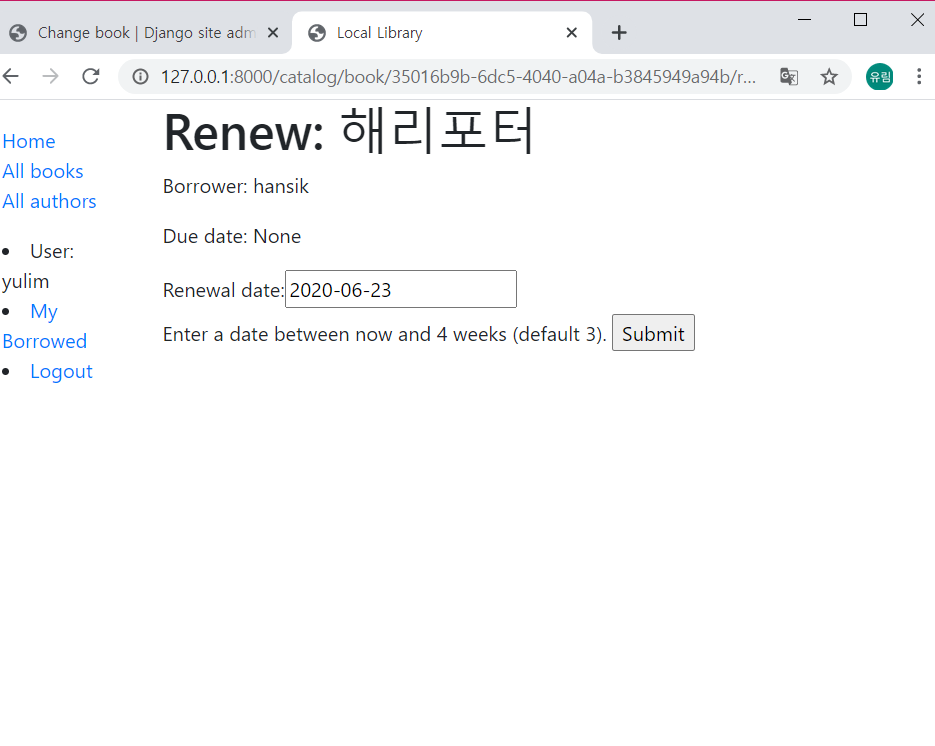 Change book | Django site adm
Local Library
127.0.0.1:8000/catalog/book/35016b9b-6dc5-4040-a04a-b3845949a94b/r...
유림
Home
All books
All authors
User:
yulim
My
Borrowed
Logout
Renew: 해리포터
Borrower: hansik
Due date: None
Renewal date: 2020-06-23
Enter a date between now and 4 weeks (default 3). Submit